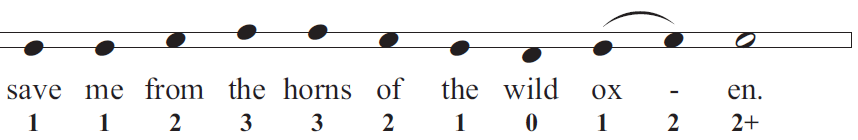 save me from the horns of the wild ox - en.
1 1 2 3 3 2 1 0 1 2 2+